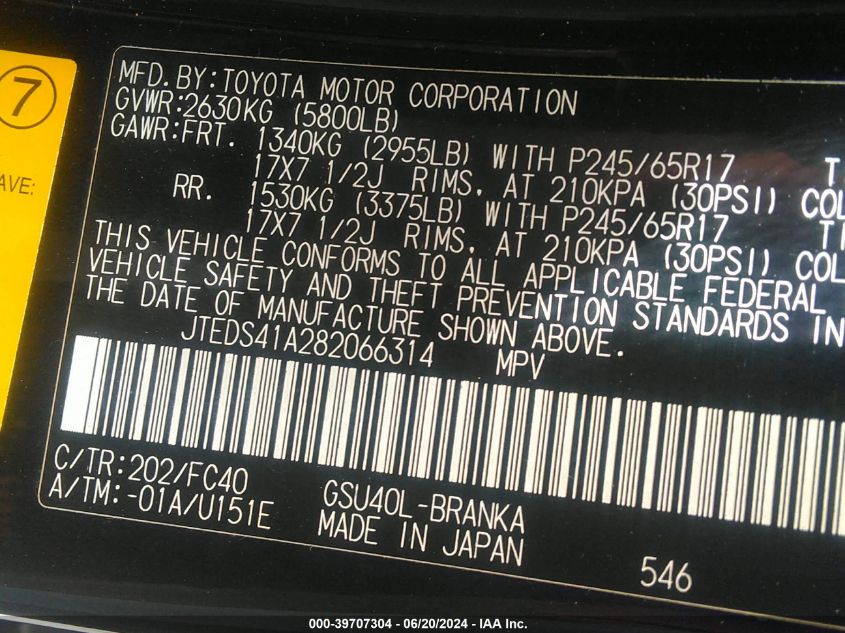 7
AVE:
MFD. BY: TOYOTA MOTOR CORPORATION
GVWR: 2630KG (5800LB)
GAWR: FRT. 1340KG (2955LB) WITH P245/65R17
17X7 1/2J RIMS, AT 210KPA (30PSI) COL
RR. 1530KG (3375LB) WITH P245/65R17
17X7 1/2J RIMS, AT 210KPA (30PSI) COL
THIS VEHICLE CONFORMS TO ALL APPLICABLE FEDERAL
VEHICLE SAFETY AND THEFT PREVENTION STANDARDS IN
THE DATE OF MANUFACTURE SHOWN ABOVE.
JTEDS41A282066314 MPV
C/TR: 202/FC40
A/TM: -01A/U151E
GSU40L-BRANKA
MADE IN JAPAN
546
000-39707304 - 06/20/2024 - IAA Inc.